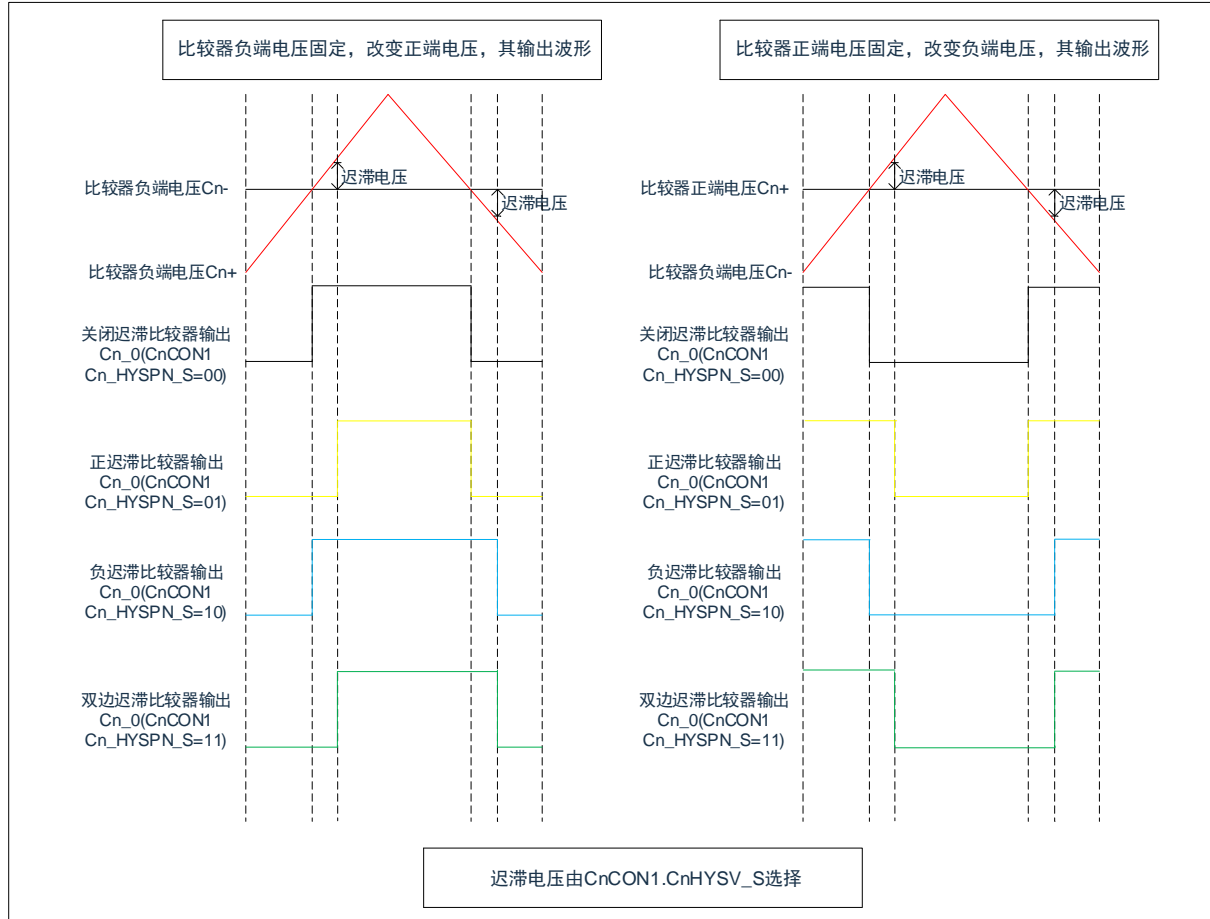 比较器负端电压固定，改变正端电压，其输出波形
迟滞电压
比较器负端电压Cn-
迟滞电压
比较器负端电压Cn+
关闭迟滞比较器输出
Cn_0(CnCON1
Cn_HYSPN_S=00)
正迟滞比较器输出
Cn_0(CnCON1
Cn_HYSPN_S=01)
负迟滞比较器输出
Cn_0(CnCON1
Cn_HYSPN_S=10)
双边迟滞比较器输出
Cn_0(CnCON1
Cn_HYSPN_S=11)
比较器正端电压固定，改变负端电压，其输出波形
迟滞电压
比较器正端电压Cn+
迟滞电压
比较器负端电压Cn-
关闭迟滞比较器输出
Cn_0(CnCON1
Cn_HYSPN_S=00)
正迟滞比较器输出
Cn_0(CnCON1
Cn_HYSPN_S=01)
负迟滞比较器输出
Cn_0(CnCON1
Cn_HYSPN_S=10)
双边迟滞比较器输出
Cn_0(CnCON1
Cn_HYSPN_S=11)
迟滞电压由CnCON1.CnHYSV_S选择